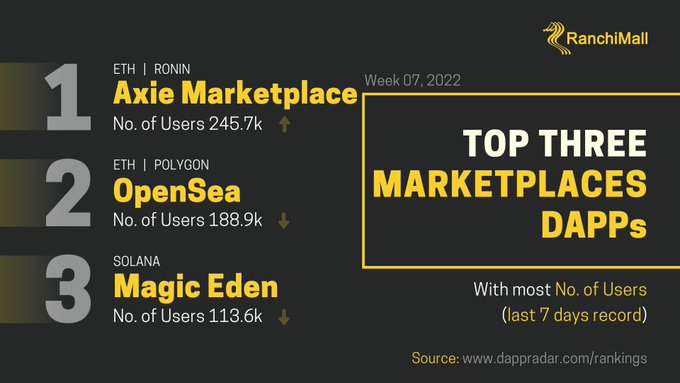 RanchiMall
Week 07, 2022
TOP THREE
MARKETPLACES
DAPPs
1
ETH | RONIN
Axie Marketplace
No. of Users 245.7k
2
ETH | POLYGON
OpenSea
No. of Users 188.9k
3
SOLANA
Magic Eden
No. of Users 113.6k
With most No. of Users
(last 7 days record)
Source: www.dappradar.com/rankings